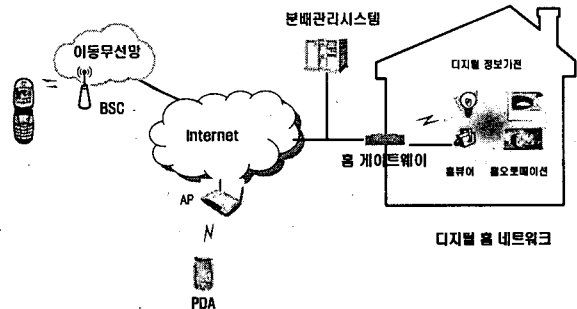 분배관리시스템
이동무선망
디지털 정보가전
BSC
Internet
홈 게이트웨이
홈뷰어
홈오토메이션
AP
디지털 홈 네트워크
PDA